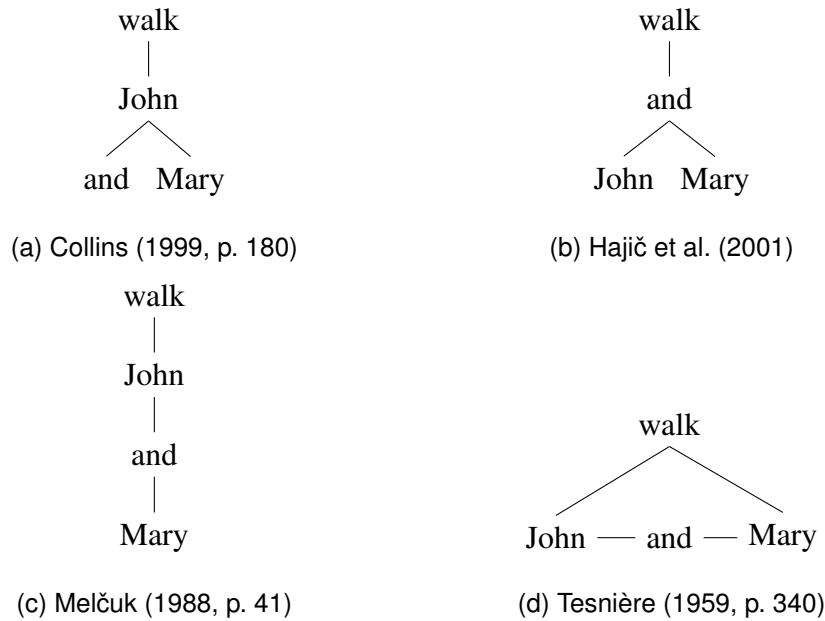 walk
John
and Mary
(a) Collins (1999, p. 180)
walk
and
John Mary
(b) Hajič et al. (2001)
walk
John
and
Mary
(c) Melčuk (1988, p. 41)
walk
John and Mary
(d) Tesnière (1959, p. 340)